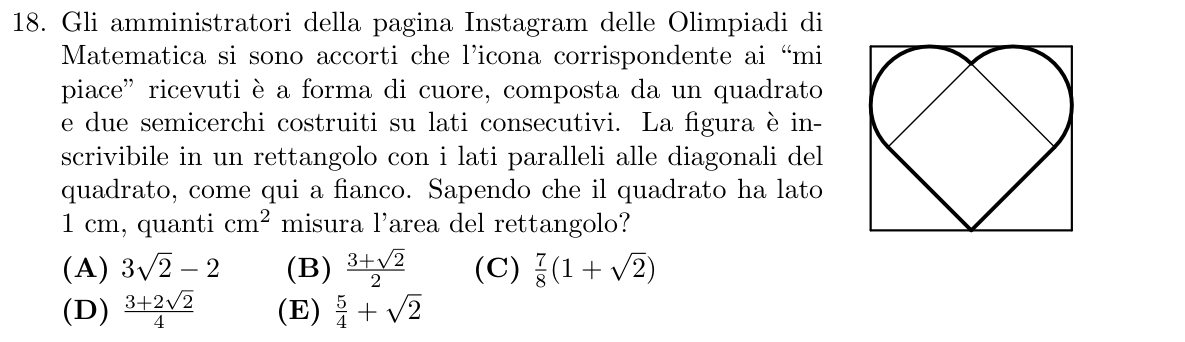 18. Gli amministratori della pagina Instagram delle Olimpiadi di
Matematica si sono accorti che l'icona corrispondente ai “mi
piace” ricevuti è a forma di cuore, composta da un quadrato
e due semicerchi costruiti su lati consecutivi. La figura è in-
scrivibile in un rettangolo con i lati paralleli alle diagonali del
quadrato, come qui a fianco. Sapendo che il quadrato ha lato
1 cm, quanti cm² misura l'area del rettangolo?
(A) 3√2 − 2 (B) (3+√2)/2 (C) 7/8(1 + √2)
(D) (3+2√2)/4 (E) 5/4 + √2